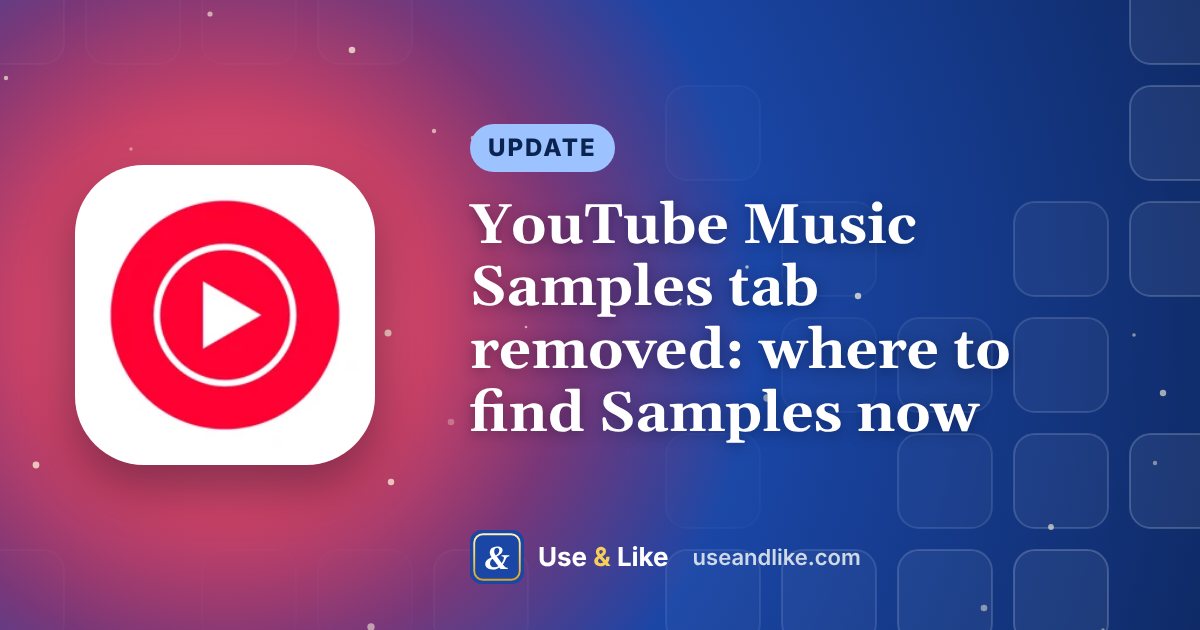 UPDATE
YouTube Music
Samples tab
removed: where to
find Samples now
& Use & Like useandlike.com